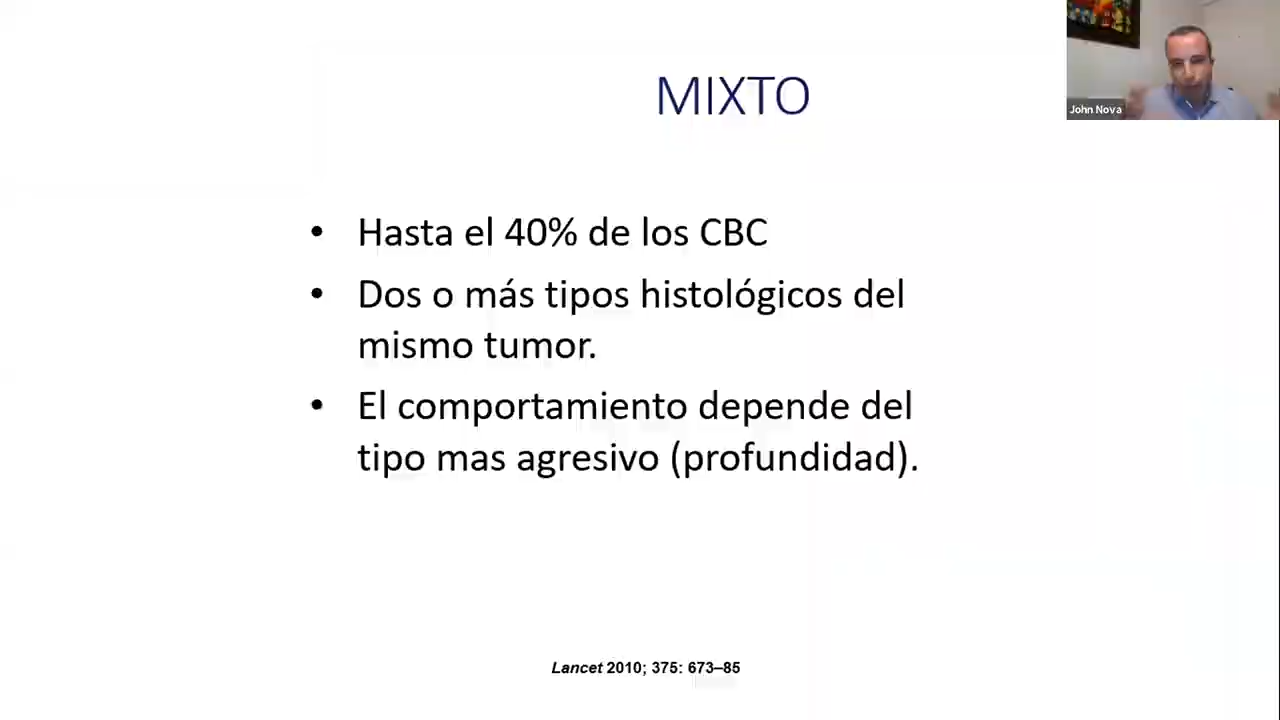 MIXTO
John Nova
• Hasta el 40% de los CBC
• Dos o más tipos histológicos del
mismo tumor.
• El comportamiento depende del
tipo mas agresivo (profundidad).
Lancet 2010; 375: 673–85